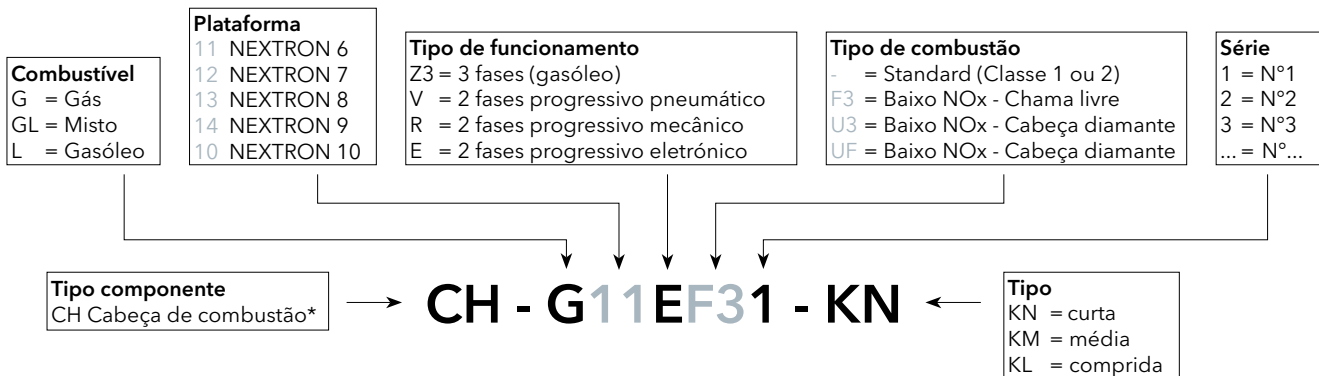 Combustível
G = Gás
GL = Misto
L = Gasóleo
Plataforma
11 NEXTRON 6
12 NEXTRON 7
13 NEXTRON 8
14 NEXTRON 9
10 NEXTRON 10
Tipo de funcionamento
Z3 = 3 fases (gasóleo)
V = 2 fases progressivo pneumático
R = 2 fases progressivo mecânico
E = 2 fases progressivo eletrónico
Tipo de combustão
- = Standard (Classe 1 ou 2)
F3 = Baixo NOx - Chama livre
U3 = Baixo NOx - Cabeça diamante
UF = Baixo NOx - Cabeça diamante
Série
1 = Nº1
2 = Nº2
3 = Nº3
... = Nº...
Tipo componente
CH Cabeça de combustão*
CH - G11EF31 - KN
Tipo
KN = curta
KM = média
KL = comprida